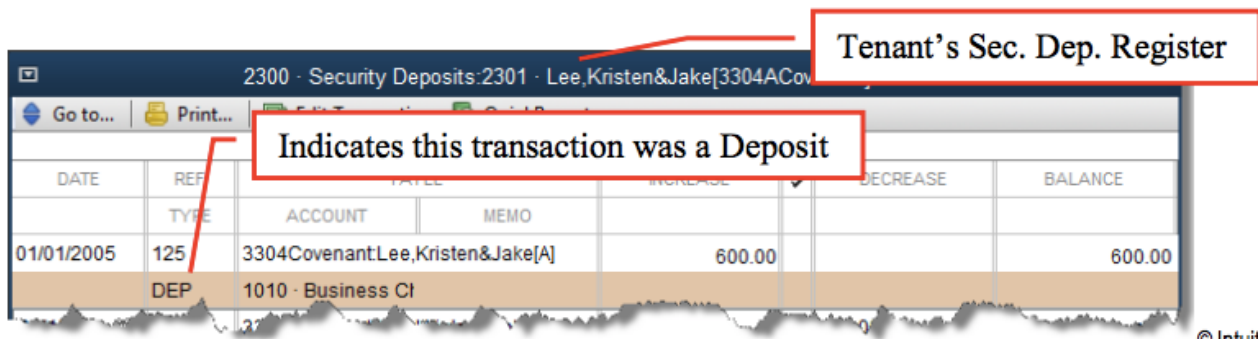 Tenant's Sec. Dep. Register
2300 · Security Deposits:2301 · Lee,Kristen&Jake[3304ACov
Go to... Print...
Indicates this transaction was a Deposit
DATE REF DECREASE BALANCE
TYPE ACCOUNT MEMO
01/01/2005 125 3304Covenant:Lee,Kristen&Jake[A] 600.00 600.00
DEP 1010 · Business Ch
© Intuit